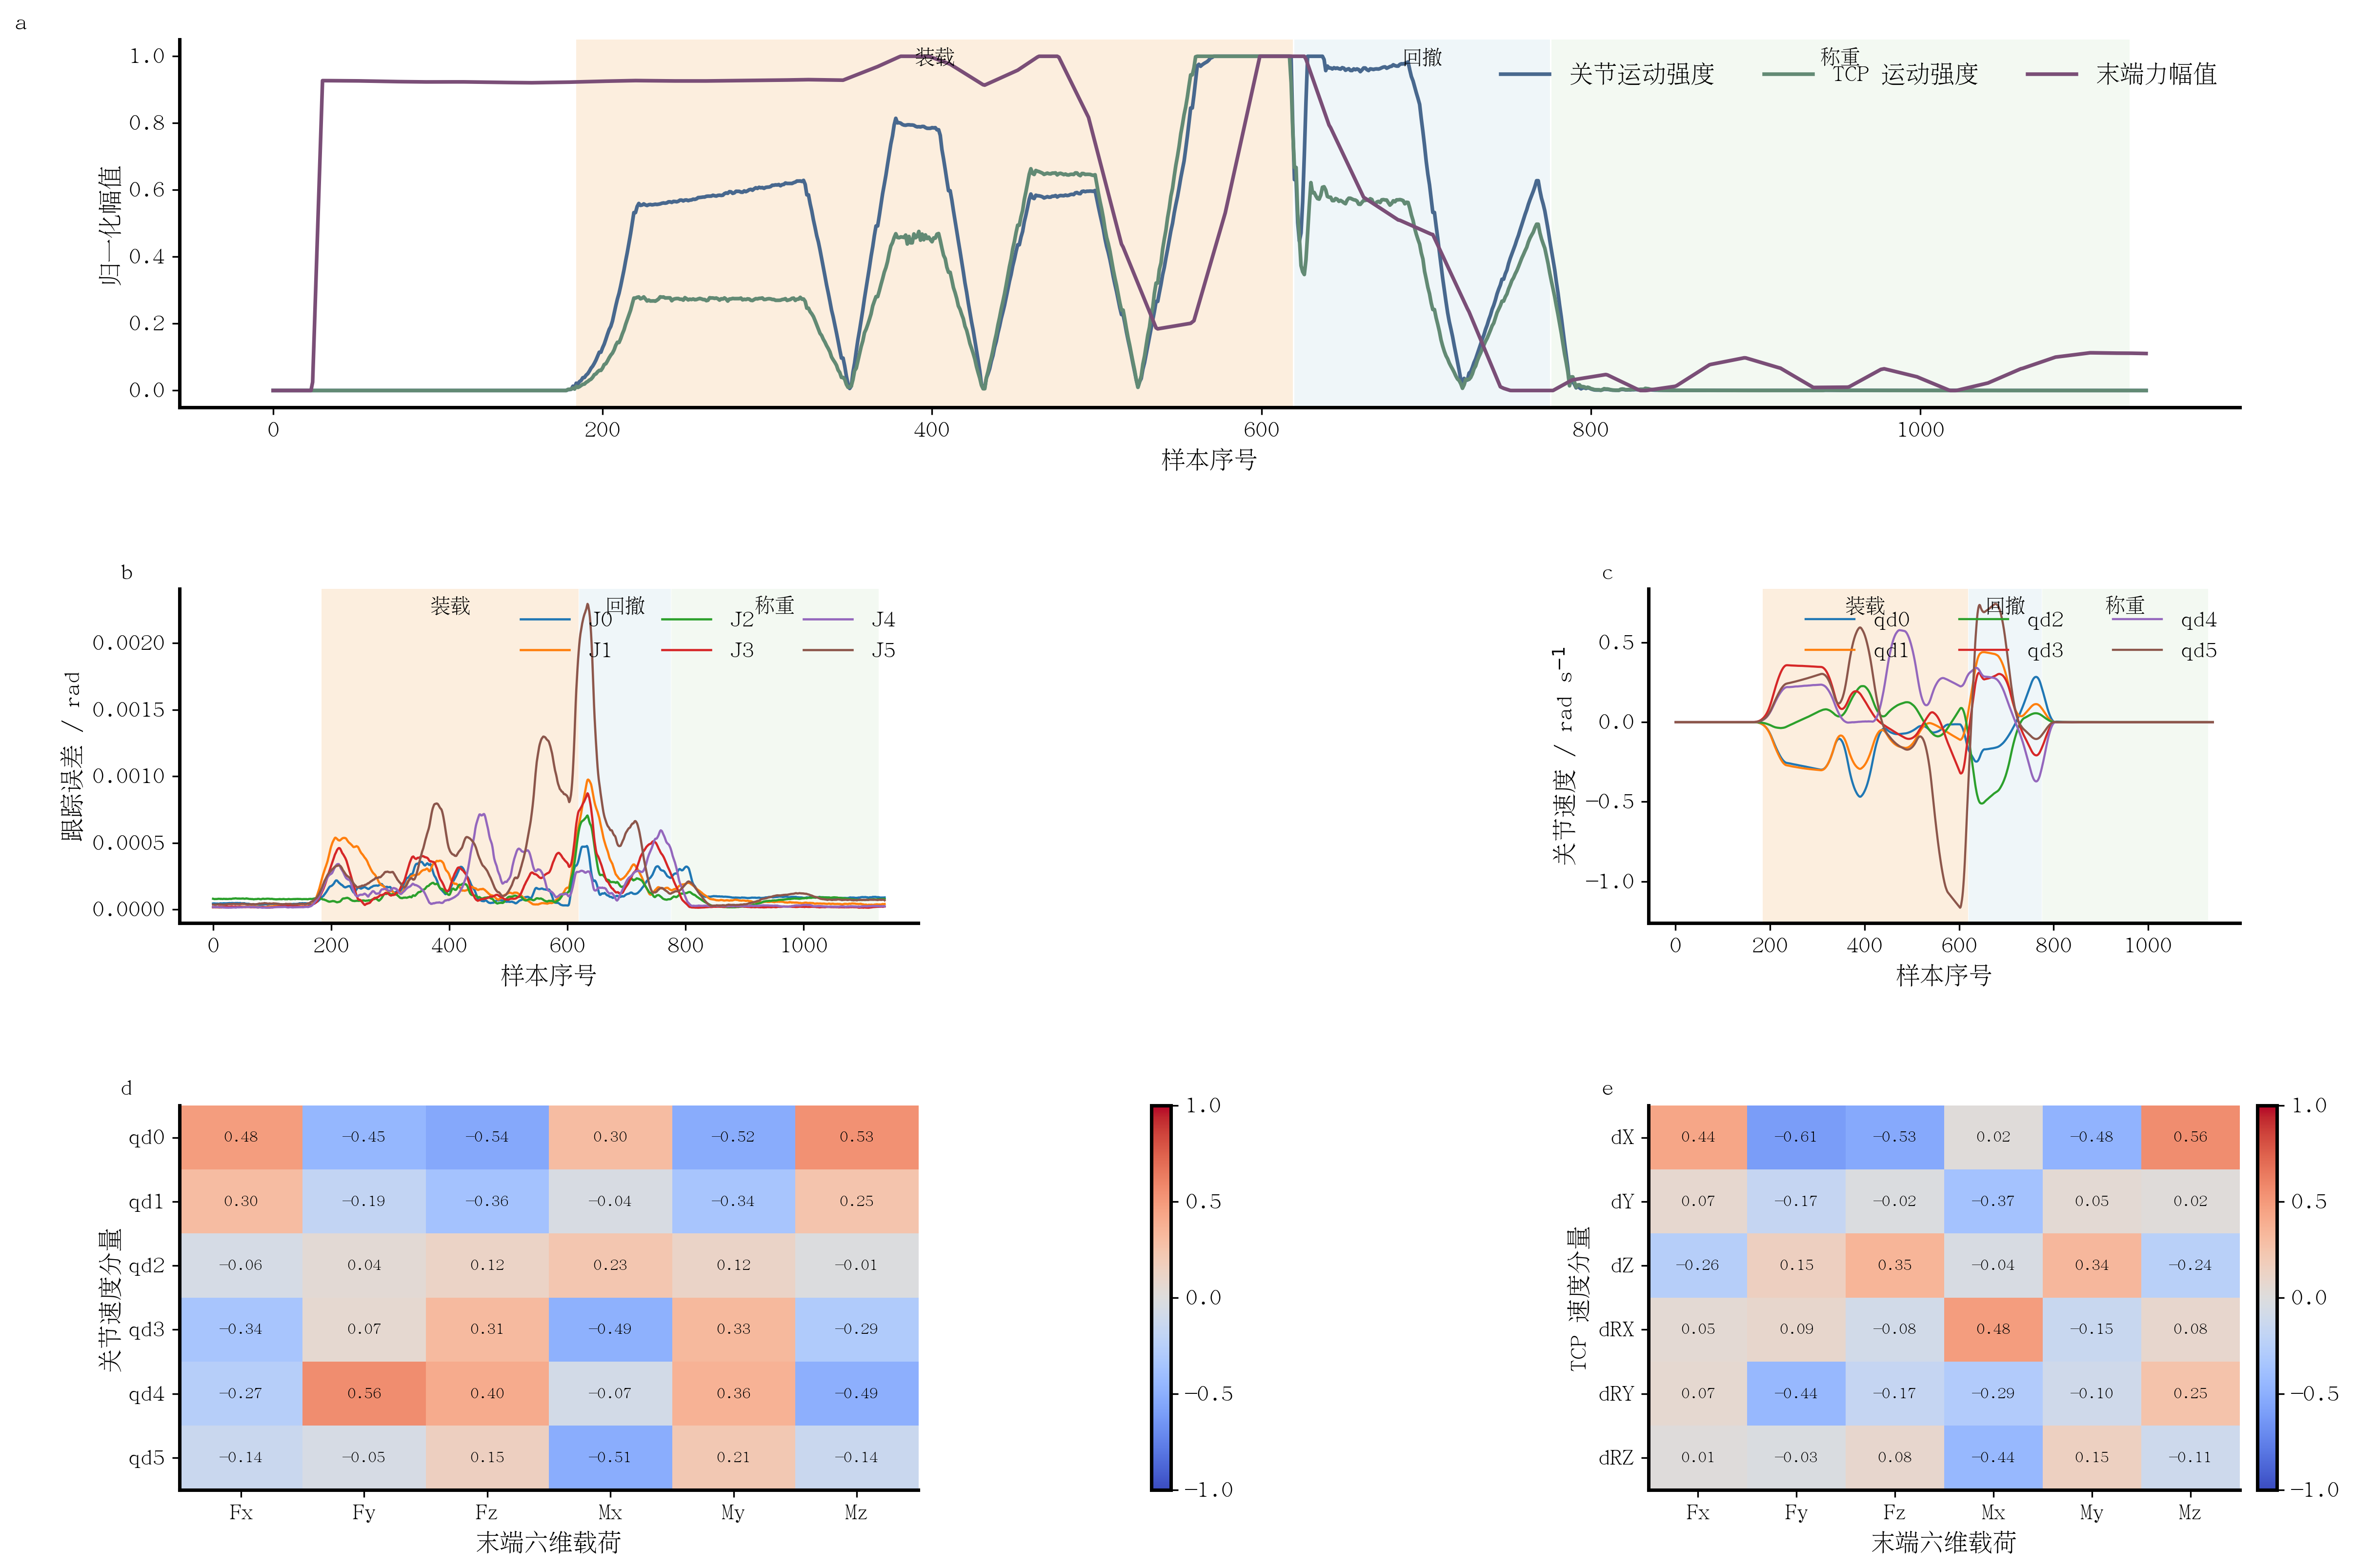 a
装载 回撤 称重
关节运动强度 TCP 运动强度 末端力幅值
归一化幅值
1.0
0.8
0.6
0.4
0.2
0.0
0 200 400 600 800 1000
样本序号
b
装载 回撤 称重
J0 J2 J4
J1 J3 J5
跟踪误差 / rad
0.0020
0.0015
0.0010
0.0005
0.0000
0 200 400 600 800 1000
样本序号
c
装载 回撤 称重
qd0 qd2 qd4
qd1 qd3 qd5
关节速度 / rad s⁻¹
0.5
0.0
−0.5
−1.0
0 200 400 600 800 1000
样本序号
d
关节速度分量
qd0 0.48 −0.45 −0.54 0.30 −0.52 0.53
qd1 0.30 −0.19 −0.36 −0.04 −0.34 0.25
qd2 −0.06 0.04 0.12 0.23 0.12 −0.01
qd3 −0.34 0.07 0.31 −0.49 0.33 −0.29
qd4 −0.27 0.56 0.40 −0.07 0.36 −0.49
qd5 −0.14 −0.05 0.15 −0.51 0.21 −0.14
Fx Fy Fz Mx My Mz
末端六维载荷
1.0
0.5
0.0
−0.5
−1.0
e
TCP 速度分量
dX 0.44 −0.61 −0.53 0.02 −0.48 0.56
dY 0.07 −0.17 −0.02 −0.37 0.05 0.02
dZ −0.26 0.15 0.35 −0.04 0.34 −0.24
dRX 0.05 0.09 −0.08 0.48 −0.15 0.08
dRY 0.07 −0.44 −0.17 −0.29 −0.10 0.25
dRZ 0.01 −0.03 0.08 −0.44 0.15 −0.11
Fx Fy Fz Mx My Mz
末端六维载荷
1.0
0.5
0.0
−0.5
−1.0